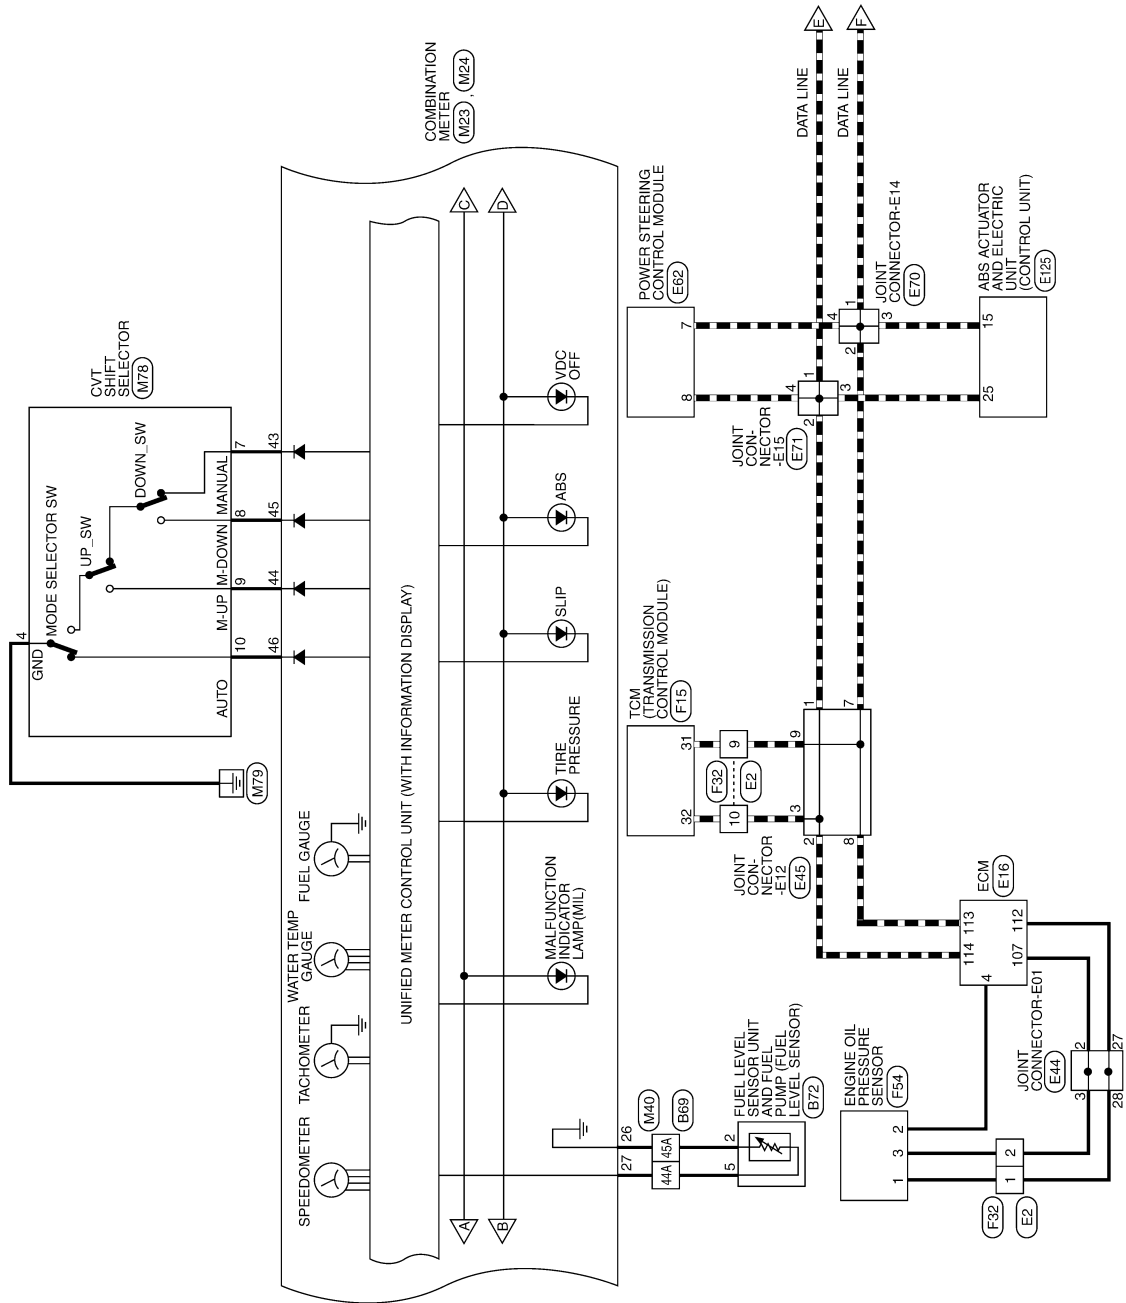 CVT
SHIFT
SELECTOR
M78
4
GND
MODE SELECTOR SW
UP_SW
DOWN_SW
AUTO
M-UP
M-DOWN
MANUAL
10
9
8
7
46
44
45
43
M79
COMBINATION
METER
M23 , M24
SPEEDOMETER
TACHOMETER
WATER TEMP
GAUGE
FUEL GAUGE
UNIFIED METER CONTROL UNIT (WITH INFORMATION DISPLAY)
A
C
B
D
MALFUNCTION
INDICATOR
LAMP(MIL)
TIRE
PRESSURE
SLIP
ABS
VDC
OFF
27
26
44A
45A
M40
B69
5
2
FUEL LEVEL
SENSOR UNIT
AND FUEL
PUMP (FUEL
LEVEL SENSOR)
B72
TCM
(TRANSMISSION
CONTROL MODULE)
F15
32
31
10
9
F32
E2
3
9
2
1
8
7
JOINT
CON-
NECTOR
-E12
E45
POWER STEERING
CONTROL MODULE
E62
8
7
JOINT
CON-
NECTOR
-E15
E71
4
1
2
3
4
1
2
3
JOINT
CONNECTOR-E14
E70
DATA LINE
E
DATA LINE
F
25
15
ABS ACTUATOR
AND ELECTRIC
UNIT
(CONTROL UNIT)
E125
ENGINE OIL
PRESSURE
SENSOR
F54
1
3
2
1
2
F32
E2
ECM
E16
114
113
4
107
112
JOINT
CONNECTOR-E01
E44
3
2
28
27